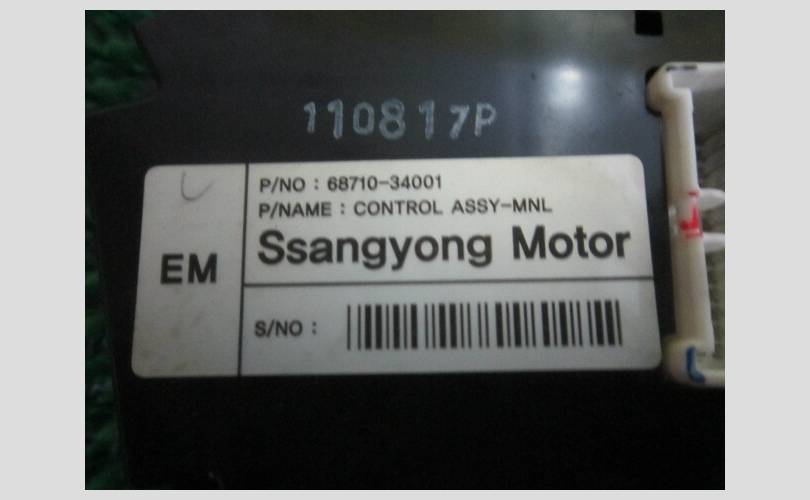 110817P
P/NO : 68710-34001
P/NAME : CONTROL ASSY-MNL
EM
Ssangyong Motor
S/NO :